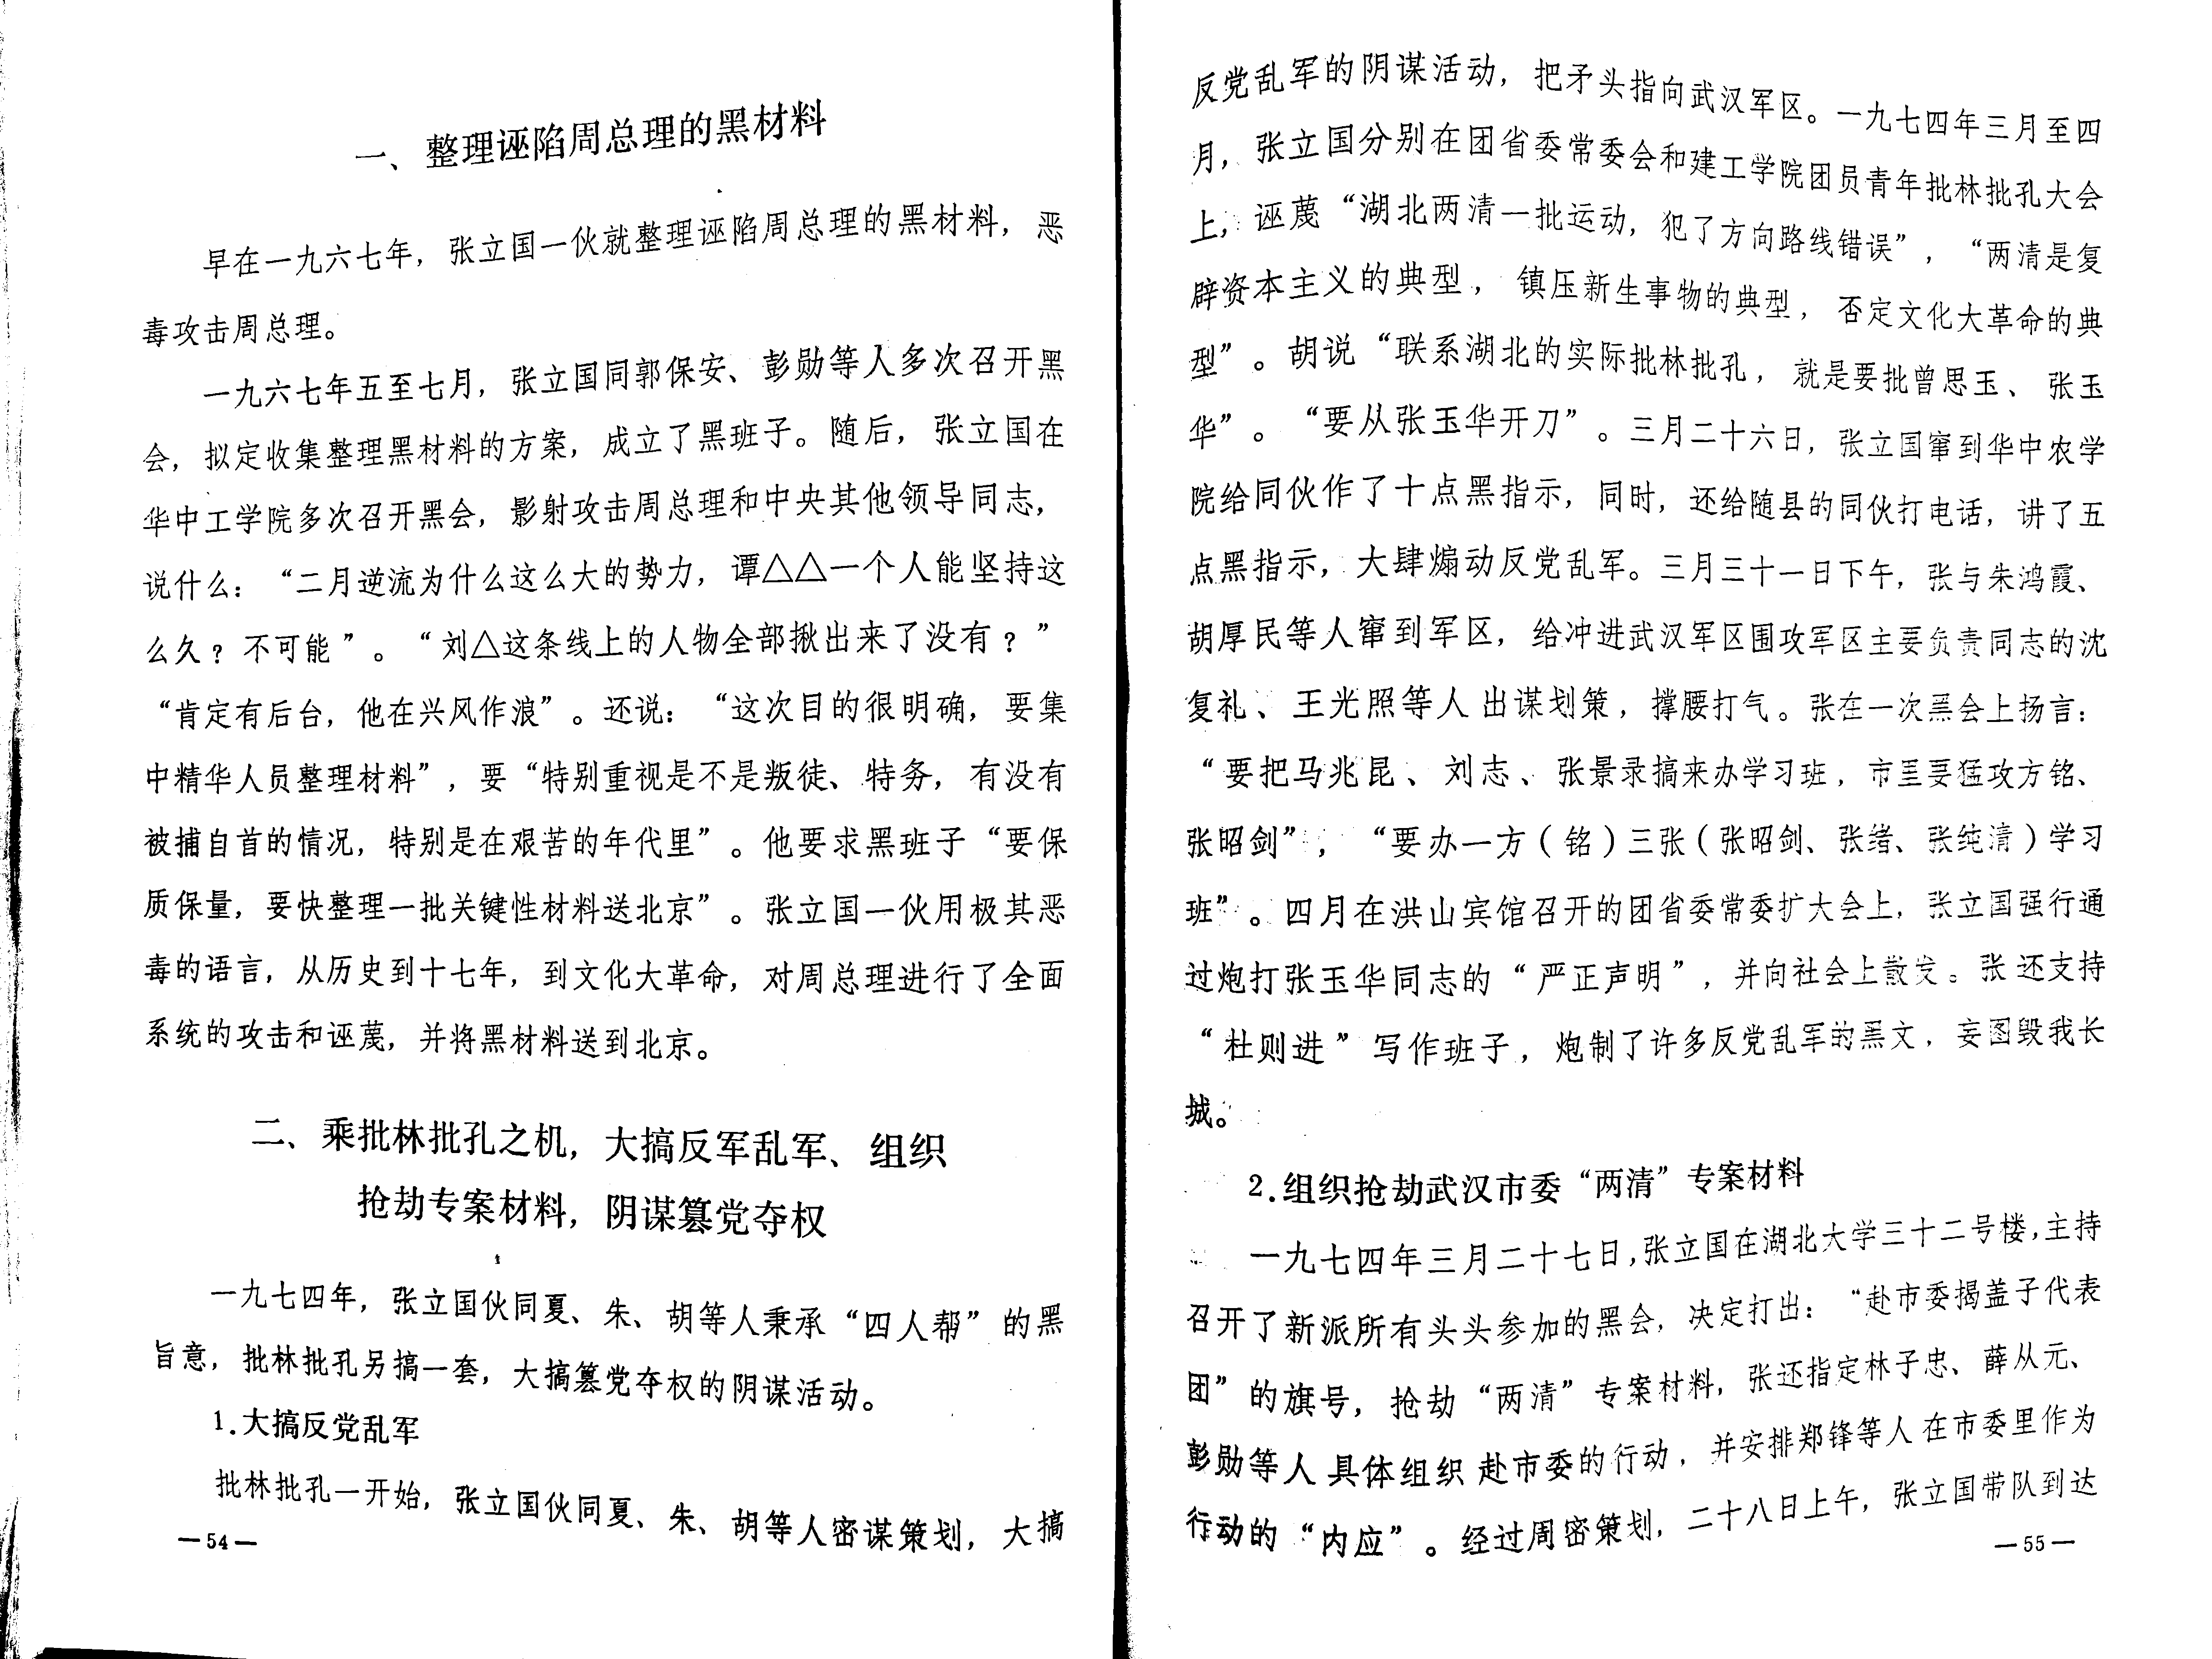 一、整理诬陷周总理的黑材料
早在一九六七年，张立国一伙就整理诬陷周总理的黑材料，恶
毒攻击周总理。
一九六七年五至七月，张立国同郭保安、彭勋等人多次召开黑
会，拟定收集整理黑材料的方案，成立了黑班子。随后，张立国在
华中工学院多次召开黑会，影射攻击周总理和中央其他领导同志，
说什么：“二月逆流为什么这么大的势力，谭△△一个人能坚持这
么久？不可能”。“刘△这条线上的人物全部揪出来了没有？”
“肯定有后台，他在兴风作浪”。还说：“这次目的很明确，要集
中精华人员整理材料”，要“特别重视是不是叛徒、特务，有没有
被捕自首的情况，特别是在艰苦的年代里”。他要求黑班子“要保
质保量，要快整理一批关键性材料送北京”。张立国一伙用极其恶
毒的语言，从历史到十七年，到文化大革命，对周总理进行了全面
系统的攻击和诬蔑，并将黑材料送到北京。
二、乘批林批孔之机，大搞反军乱军、组织
抢劫专案材料，阴谋篡党夺权
一九七四年，张立国伙同夏、朱、胡等人秉承“四人帮”的黑
旨意，批林批孔另搞一套，大搞篡党夺权的阴谋活动。
1.大搞反党乱军
批林批孔一开始，张立国伙同夏、朱、胡等人密谋策划，大搞
—54—
反党乱军的阴谋活动，把矛头指向武汉军区。一九七四年三月至四
月，张立国分别在团省委常委会和建工学院团员青年批林批孔大会
上，诬蔑“湖北两清一批运动，犯了方向路线错误”，“两清是复
辟资本主义的典型，镇压新生事物的典型，否定文化大革命的典
型”。胡说“联系湖北的实际批林批孔，就是要批曾思玉、张玉
华”。“要从张玉华开刀”。三月二十六日，张立国窜到华中农学
院给同伙作了十点黑指示，同时，还给随县的同伙打电话，讲了五
点黑指示，大肆煽动反党乱军。三月三十一日下午，张与朱鸿霞、
胡厚民等人窜到军区，给冲进武汉军区围攻军区主要负责同志的沈
复礼、王光照等人出谋划策，撑腰打气。张在一次黑会上扬言：
“要把马兆昆、刘志、张景录搞来办学习班，市里要猛攻方铭、
张昭剑”，“要办一方（铭）三张（张昭剑、张绪、张纯清）学习
班”。四月在洪山宾馆召开的团省委常委扩大会上，张立国强行通
过炮打张玉华同志的“严正声明”，并向社会上散发。张还支持
“杜则进”写作班子，炮制了许多反党乱军的黑文，妄图毁我长
城。
2.组织抢劫武汉市委“两清”专案材料
一九七四年三月二十七日，张立国在湖北大学三十二号楼，主持
召开了新派所有头头参加的黑会，决定打出：“赴市委揭盖子代表
团”的旗号，抢劫“两清”专案材料，张还指定林子忠、薛从元、
彭勋等人具体组织赴市委的行动，并安排郑锋等人在市委里作为
行动的“内应”。经过周密策划，二十八日上午，张立国带队到达
—55—